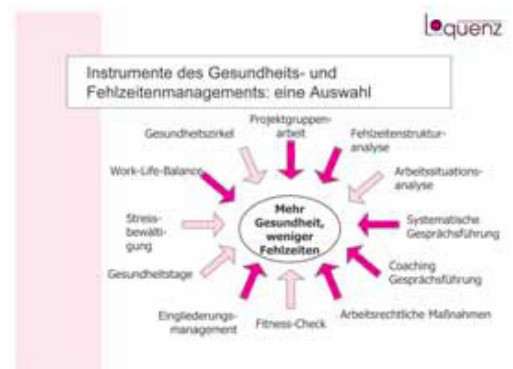 Loquenz
Instrumente des Gesundheits- und
Fehlzeitenmanagements: eine Auswahl
Projektgruppen-
arbeit
Gesundheitszirkel
Fehlzeitenstruktur-
analyse
Work-Life-Balance
Arbeitssituations-
analyse
Mehr
Gesundheit,
weniger
Fehlzeiten
Stress-
bewälti-
gung
Systematische
Gesprächsführung
Gesundheitstage
Coaching
Gesprächsführung
Eingliederungs-
management
Fitness-Check
Arbeitsrechtliche Maßnahmen